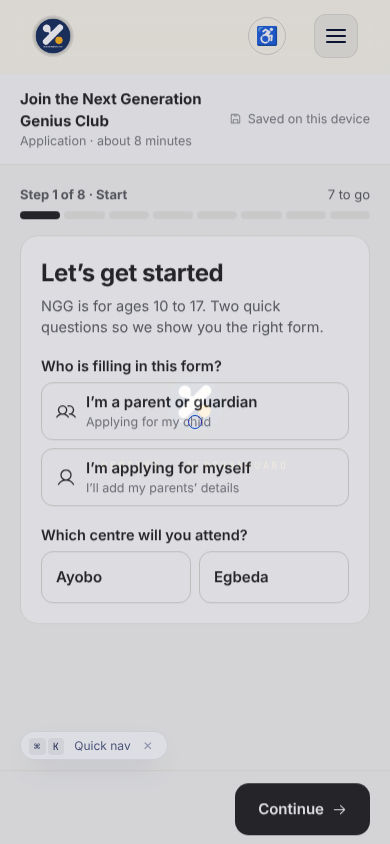 Join the Next Generation
Genius Club
Application · about 8 minutes
Saved on this device
Step 1 of 8 · Start
7 to go
Let’s get started
NGG is for ages 10 to 17. Two quick
questions so we show you the right form.
Who is filling in this form?
I’m a parent or guardian
Applying for my child
I’m applying for myself
I’ll add my parents’ details
Which centre will you attend?
Ayobo
Egbeda
⌘ K Quick nav ×
Continue →